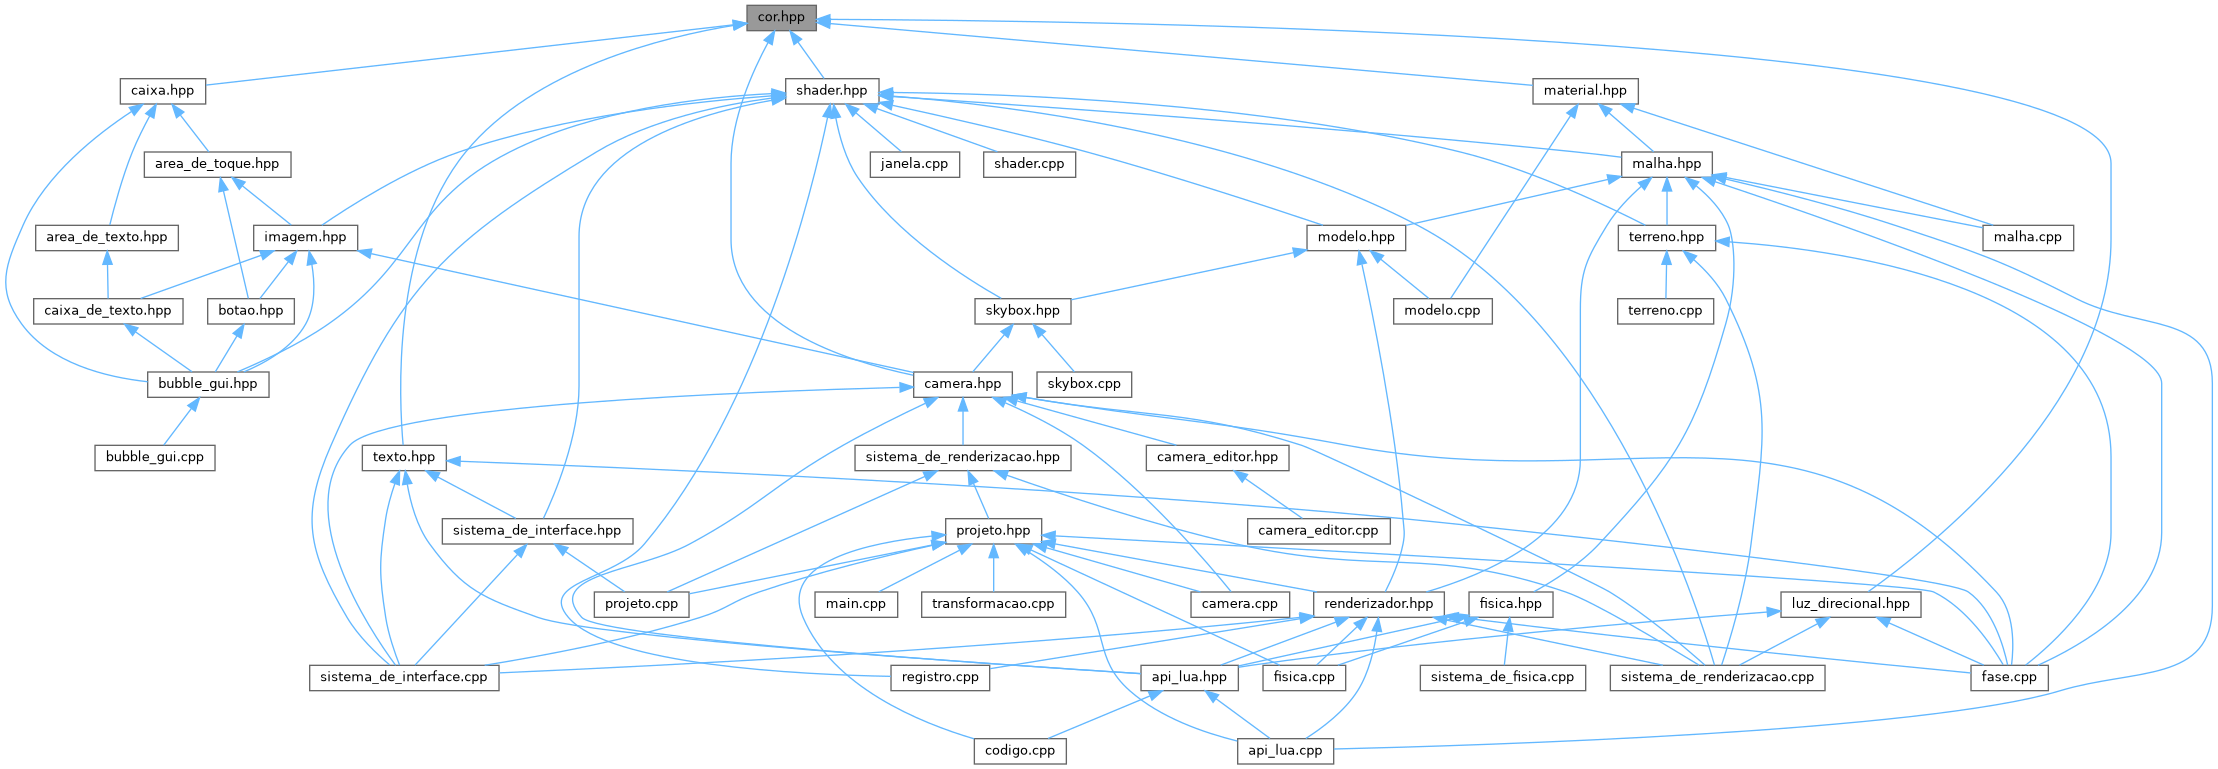 cor.hpp
caixa.hpp
shader.hpp
material.hpp
area_de_toque.hpp
janela.cpp
shader.cpp
malha.hpp
area_de_texto.hpp
imagem.hpp
modelo.hpp
terreno.hpp
malha.cpp
caixa_de_texto.hpp
botao.hpp
skybox.hpp
modelo.cpp
terreno.cpp
bubble_gui.hpp
camera.hpp
skybox.cpp
bubble_gui.cpp
texto.hpp
sistema_de_renderizacao.hpp
camera_editor.hpp
sistema_de_interface.hpp
projeto.hpp
camera_editor.cpp
projeto.cpp
main.cpp
transformacao.cpp
camera.cpp
renderizador.hpp
fisica.hpp
luz_direcional.hpp
sistema_de_interface.cpp
registro.cpp
api_lua.hpp
fisica.cpp
sistema_de_fisica.cpp
sistema_de_renderizacao.cpp
fase.cpp
codigo.cpp
api_lua.cpp